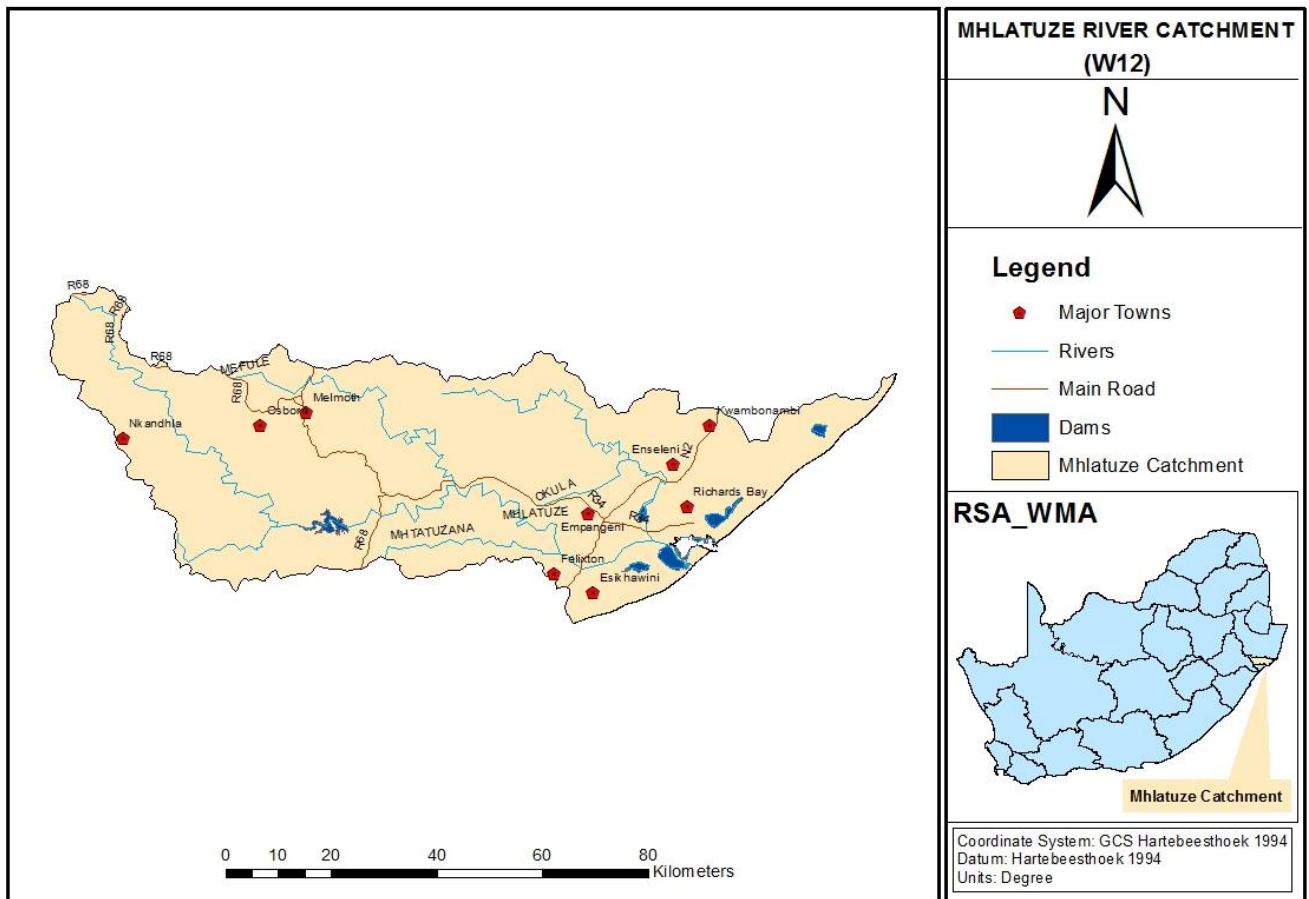 MHLATUZE RIVER CATCHMENT
(W12)
N
Legend
Major Towns
Rivers
Main Road
Dams
Mhlatuze Catchment
RSA_WMA
Mhlatuze Catchment
Coordinate System: GCS Hartebeesthoek 1994
Datum: Hartebeesthoek 1994
Units: Degree
R68
R68
R68
R68
MEFULE
R68
Melmoth
Osborn
Nkandhla
Kwambonambi
Enseleni
N2
Richards Bay
OKULA
R34
MHLATUZE
R34
Empangeni
MHTATUZANA
R68
Felixton
Esikhawini
0 10 20 40 60 80
Kilometers